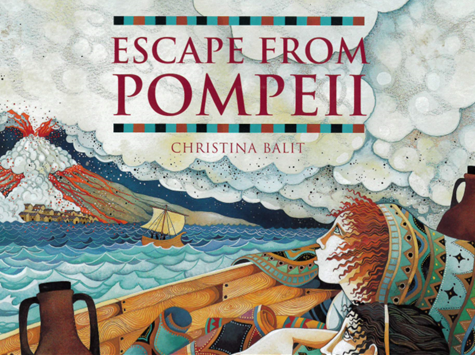 ESCAPE FROM
POMPEII
CHRISTINA BALIT